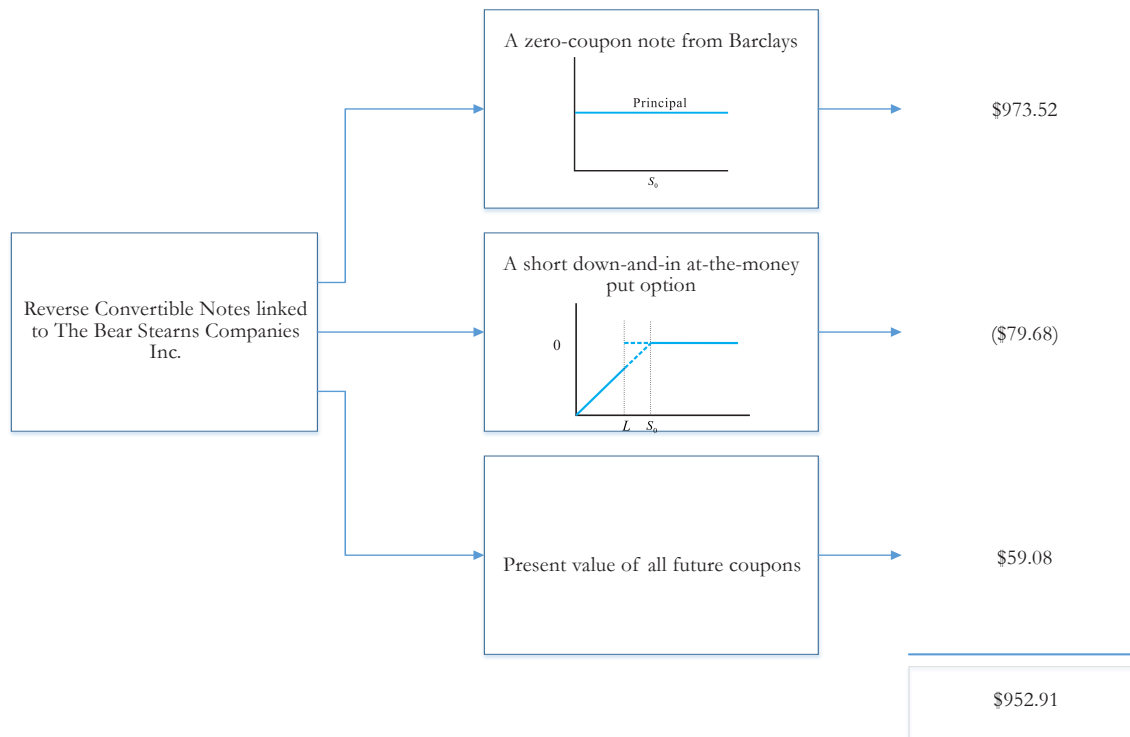 A zero-coupon note from Barclays
Principal
S₀
$973.52
Reverse Convertible Notes linked
to The Bear Stearns Companies
Inc.
A short down-and-in at-the-money
put option
0
L S₀
($79.68)
Present value of all future coupons
$59.08
$952.91